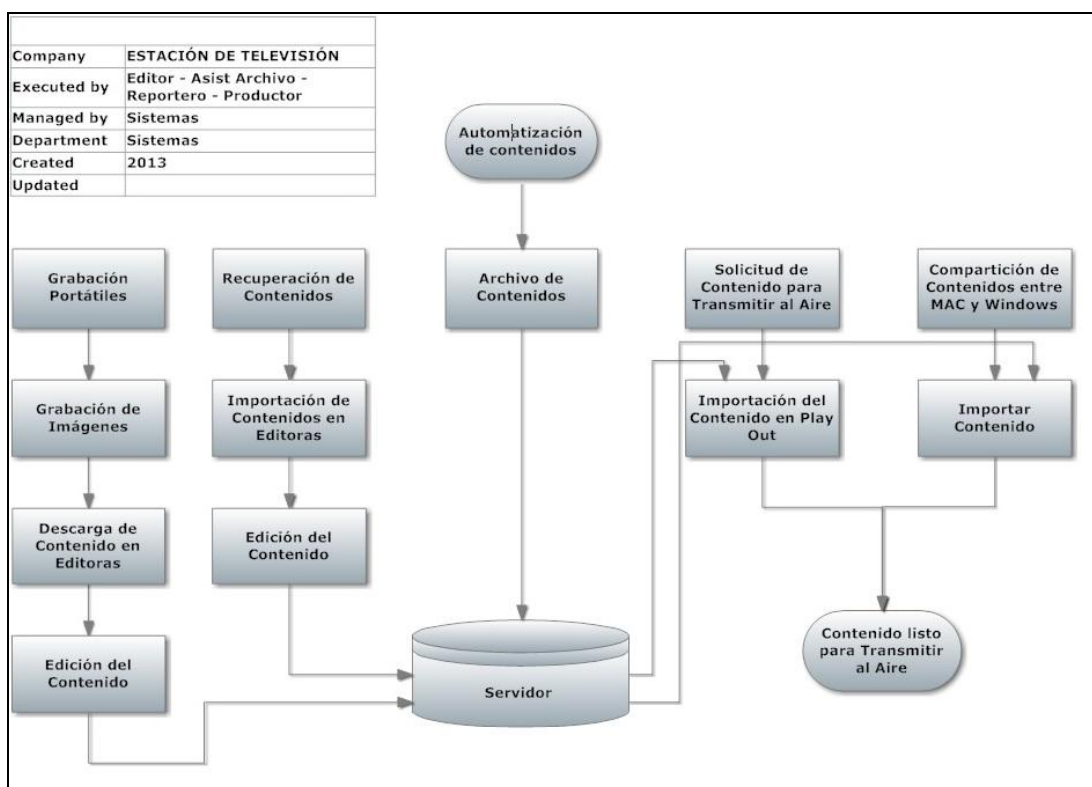 Company ESTACIÓN DE TELEVISIÓN
Executed by Editor - Asist Archivo -
Reportero - Productor
Managed by Sistemas
Department Sistemas
Created 2013
Updated
Automatización
de contenidos
Grabación
Portátiles
Recuperación de
Contenidos
Archivo de
Contenidos
Solicitud de
Contenido para
Transmitir al Aire
Compartición de
Contenidos entre
MAC y Windows
Grabación de
Imágenes
Importación de
Contenidos en
Editoras
Importación del
Contenido en Play
Out
Importar
Contenido
Descarga de
Contenido en
Editoras
Edición del
Contenido
Edición del
Contenido
Servidor
Contenido listo
para Transmitir
al Aire